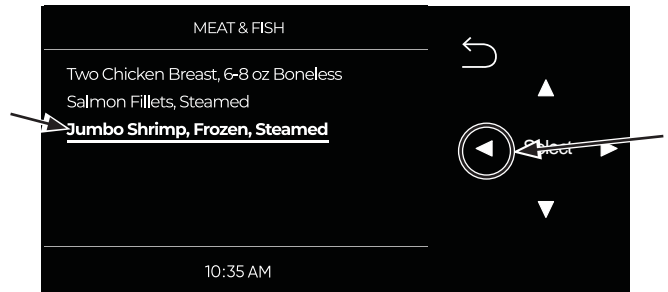 MEAT & FISH
Two Chicken Breast, 6-8 oz Boneless
Salmon Fillets, Steamed
Jumbo Shrimp, Frozen, Steamed
Select
10:35 AM